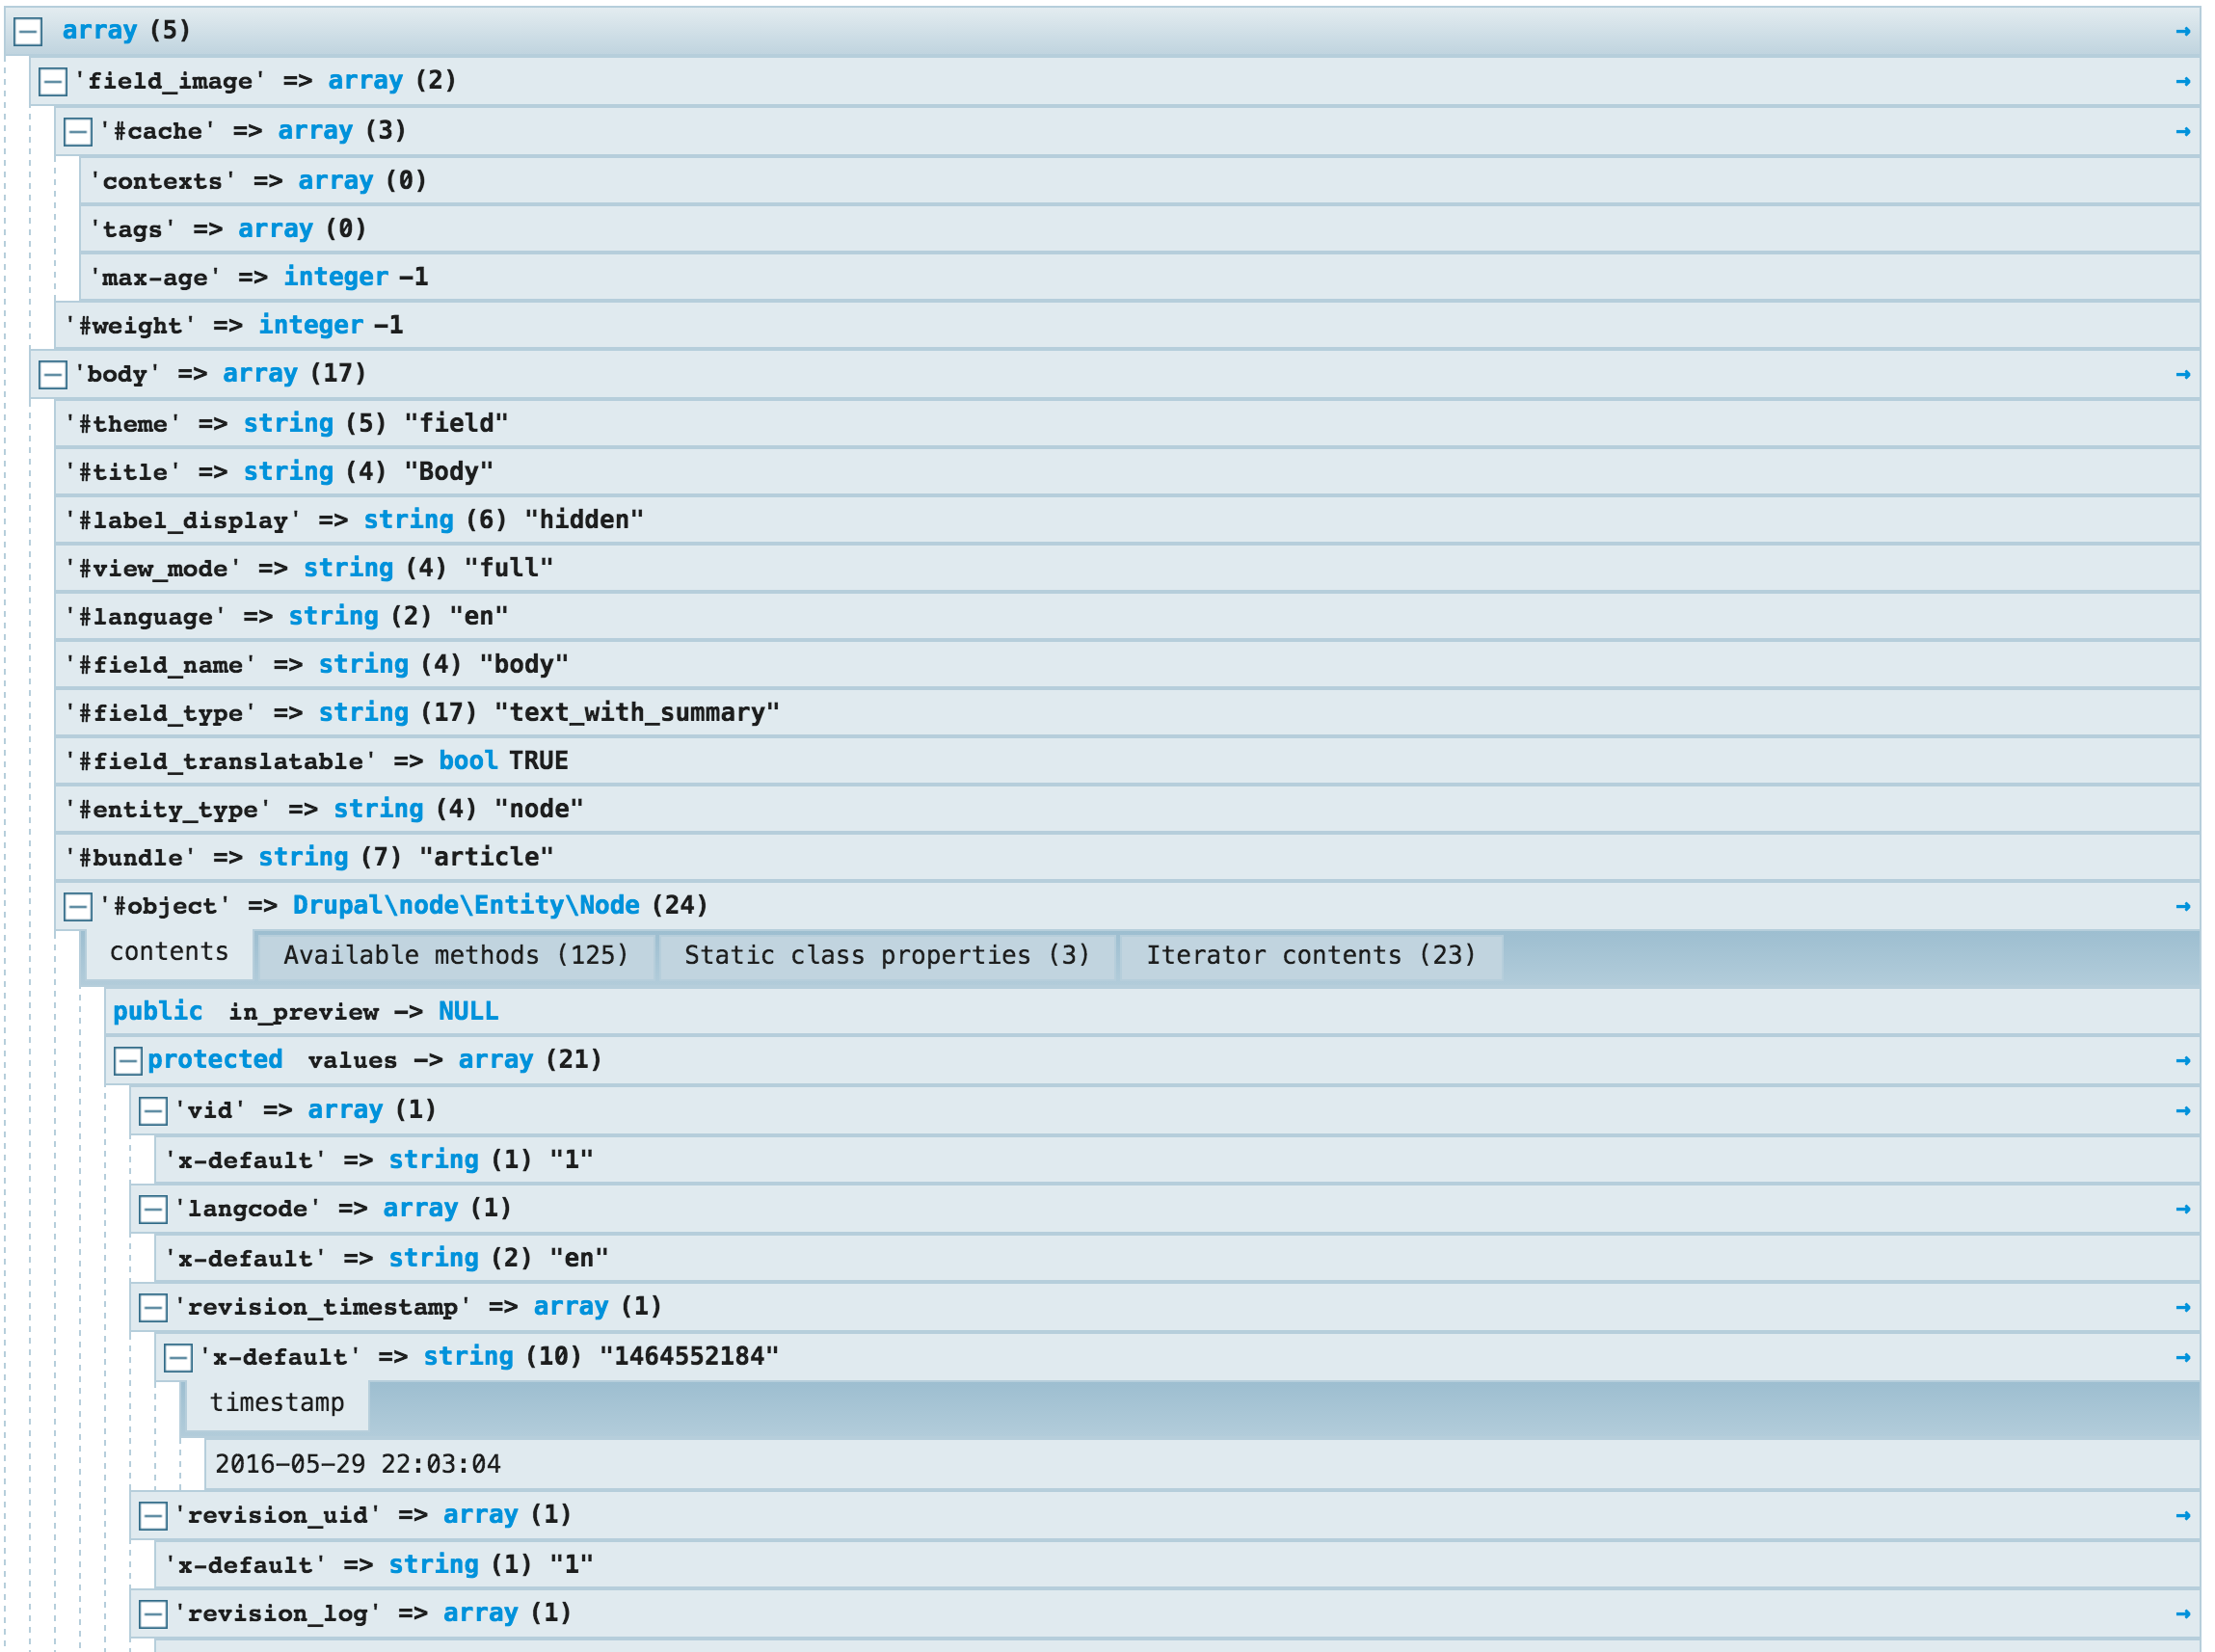 array (5) →
'field_image' => array (2) →
'#cache' => array (3) →
'contexts' => array (0)
'tags' => array (0)
'max-age' => integer -1
'#weight' => integer -1
'body' => array (17) →
'#theme' => string (5) "field"
'#title' => string (4) "Body"
'#label_display' => string (6) "hidden"
'#view_mode' => string (4) "full"
'#language' => string (2) "en"
'#field_name' => string (4) "body"
'#field_type' => string (17) "text_with_summary"
'#field_translatable' => bool TRUE
'#entity_type' => string (4) "node"
'#bundle' => string (7) "article"
'#object' => Drupal\node\Entity\Node (24) →
contents Available methods (125) Static class properties (3) Iterator contents (23)
public in_preview -> NULL
protected values -> array (21) →
'vid' => array (1) →
'x-default' => string (1) "1"
'langcode' => array (1) →
'x-default' => string (2) "en"
'revision_timestamp' => array (1) →
'x-default' => string (10) "1464552184" →
timestamp
2016-05-29 22:03:04
'revision_uid' => array (1) →
'x-default' => string (1) "1"
'revision_log' => array (1) →